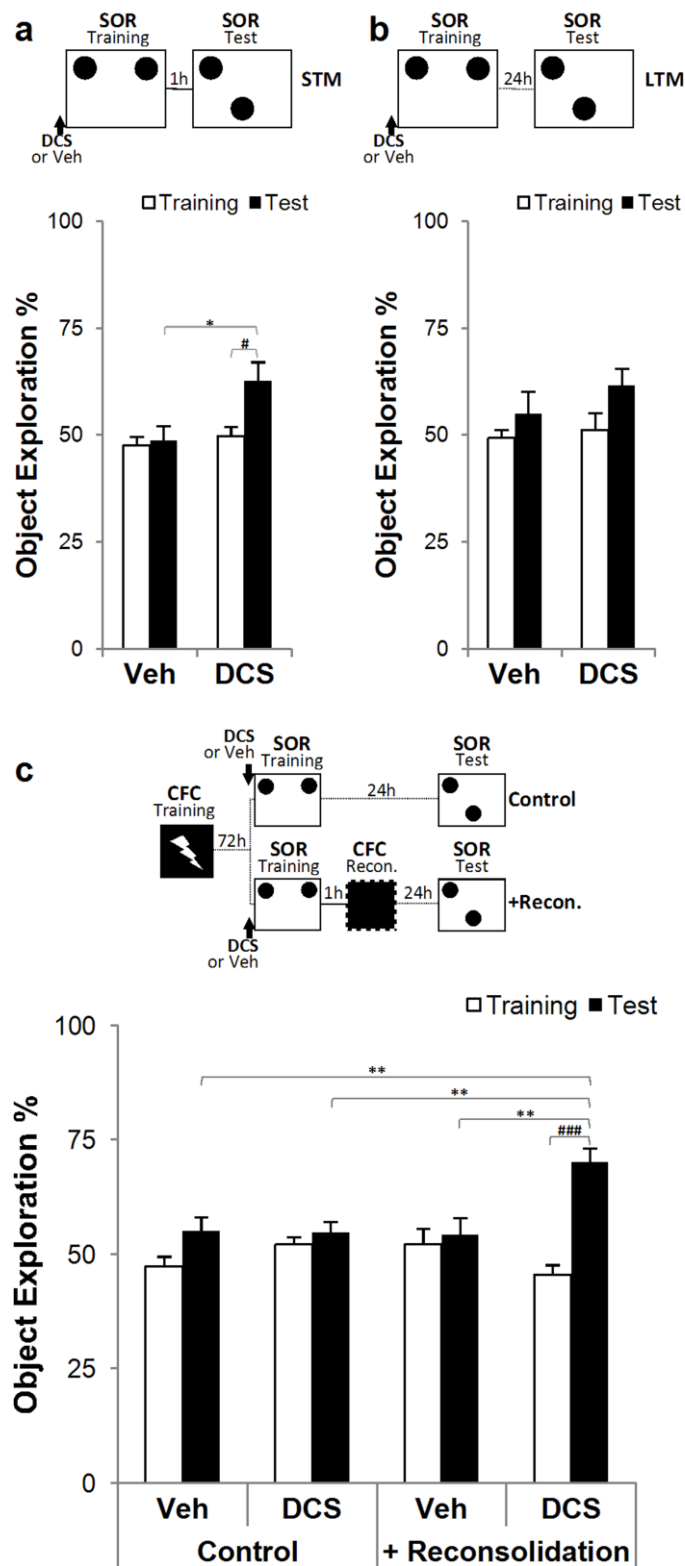 a
SOR
Training
SOR
Test
1h
STM
DCS
or Veh
b
SOR
Training
SOR
Test
24h
LTM
DCS
or Veh
Training Test
Object Exploration %
100
75
50
25
0
*
#
Veh DCS
Training Test
Object Exploration %
100
75
50
25
0
Veh DCS
c
DCS
or Veh
SOR
Training
SOR
Test
CFC
Training
24h
Control
72h
SOR
Training
CFC
Recon.
SOR
Test
1h
24h
+Recon.
DCS
or Veh
Training Test
Object Exploration %
100
75
50
25
0
**
**
**
###
Veh DCS Veh DCS
Control + Reconsolidation